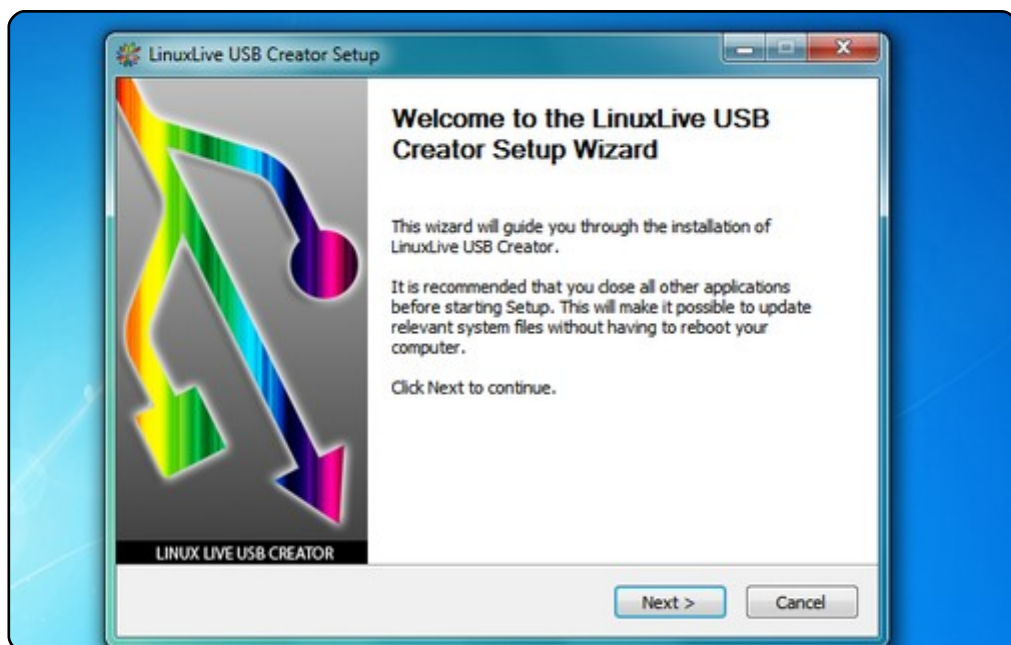 LinuxLive USB Creator Setup
Welcome to the LinuxLive USB
Creator Setup Wizard
This wizard will guide you through the installation of
LinuxLive USB Creator.
It is recommended that you close all other applications
before starting Setup. This will make it possible to update
relevant system files without having to reboot your
computer.
Click Next to continue.
LINUX LIVE USB CREATOR
Next >
Cancel